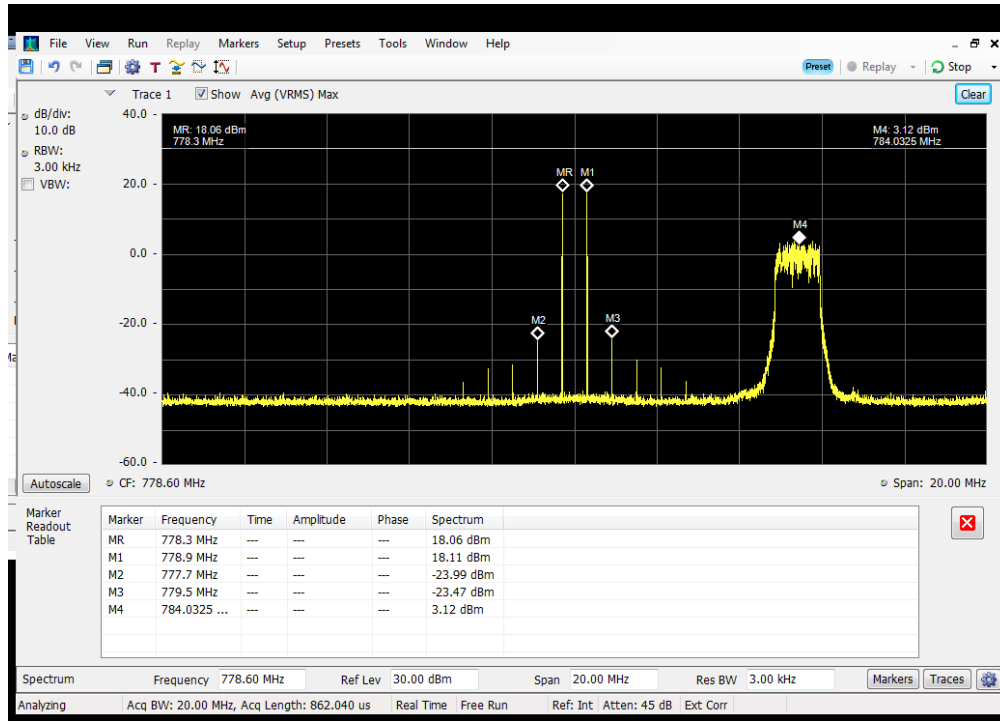 File View Run Replay Markers Setup Presets Tools Window Help
Preset Replay Stop
Trace 1 Show Avg (VRMS) Max Clear
dB/div:
10.0 dB
RBW:
3.00 kHz
VBW:
40.0
20.0
0.0
-20.0
-40.0
-60.0
MR: 18.06 dBm
778.3 MHz
M4: 3.12 dBm
784.0325 MHz
MR M1
M4
M2 M3
Autoscale CF: 778.60 MHz Span: 20.00 MHz
Marker
Readout
Table
Marker Frequency Time Amplitude Phase Spectrum
MR 778.3 MHz --- --- --- 18.06 dBm
M1 778.9 MHz --- --- --- 18.11 dBm
M2 777.7 MHz --- --- --- -23.99 dBm
M3 779.5 MHz --- --- --- -23.47 dBm
M4 784.0325 ... --- --- --- 3.12 dBm
Spectrum Frequency 778.60 MHz Ref Lev 30.00 dBm Span 20.00 MHz Res BW 3.00 kHz Markers Traces
Analyzing Acq BW: 20.00 MHz, Acq Length: 862.040 us Real Time Free Run Ref: Int Atten: 45 dB Ext Corr